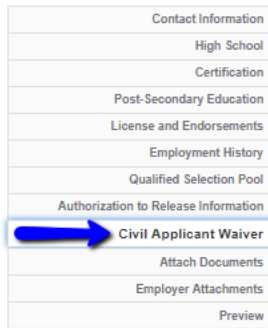 Contact Information
High School
Certification
Post-Secondary Education
License and Endorsements
Employment History
Qualified Selection Pool
Authorization to Release Information
Civil Applicant Waiver
Attach Documents
Employer Attachments
Preview